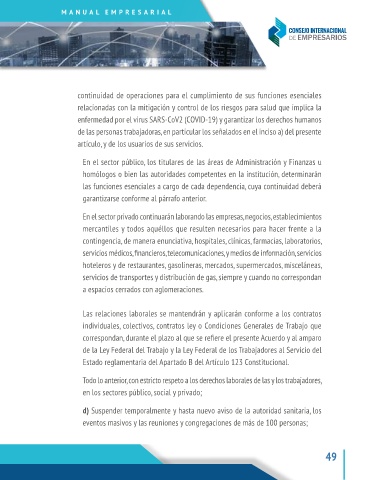 MANUAL EMPRESARIAL
CONSEJO INTERNACIONAL
DE EMPRESARIOS
continuidad de operaciones para el cumplimiento de sus funciones esenciales
relacionadas con la mitigación y control de los riesgos para salud que implica la
enfermedad por el virus SARS-CoV2 (COVID-19) y garantizar los derechos humanos
de las personas trabajadoras, en particular los señalados en el inciso a) del presente
artículo, y de los usuarios de sus servicios.
En el sector público, los titulares de las áreas de Administración y Finanzas u
homólogos o bien las autoridades competentes en la institución, determinarán
las funciones esenciales a cargo de cada dependencia, cuya continuidad deberá
garantizarse conforme al párrafo anterior.
En el sector privado continuarán laborando las empresas, negocios, establecimientos
mercantiles y todos aquéllos que resulten necesarios para hacer frente a la
contingencia, de manera enunciativa, hospitales, clínicas, farmacias, laboratorios,
servicios médicos, financieros, telecomunicaciones, y medios de información, servicios
hoteleros y de restaurantes, gasolineras, mercados, supermercados, misceláneas,
servicios de transportes y distribución de gas, siempre y cuando no correspondan
a espacios cerrados con aglomeraciones.
Las relaciones laborales se mantendrán y aplicarán conforme a los contratos
individuales, colectivos, contratos ley o Condiciones Generales de Trabajo que
correspondan, durante el plazo al que se refiere el presente Acuerdo y al amparo
de la Ley Federal del Trabajo y la Ley Federal de los Trabajadores al Servicio del
Estado reglamentaria del Apartado B del Artículo 123 Constitucional.
Todo lo anterior, con estricto respeto a los derechos laborales de las y los trabajadores,
en los sectores público, social y privado;
d) Suspender temporalmente y hasta nuevo aviso de la autoridad sanitaria, los
eventos masivos y las reuniones y congregaciones de más de 100 personas;
49